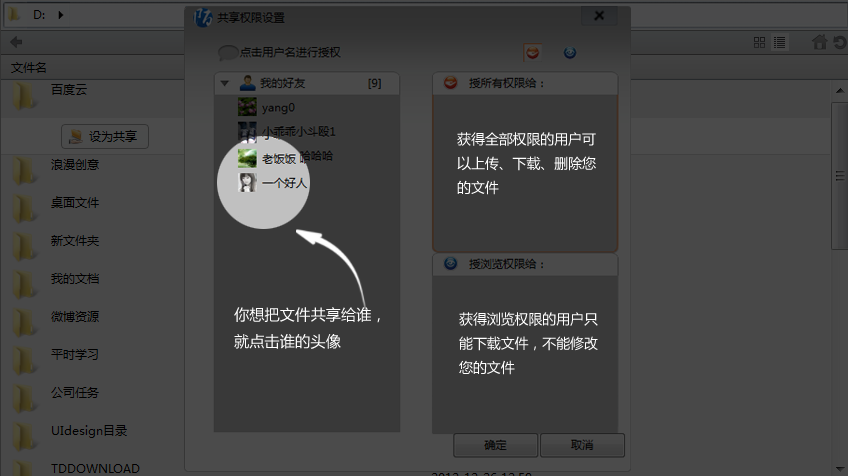 共享权限设置
D:
点击用户名进行授权
文件名
百度云
设为共享
浪漫创意
桌面文件
新文件夹
我的文档
微博资源
平时学习
公司任务
UIdesign目录
TDDOWNLOAD
我的好友 [9]
yang0
小乖乖小斗殴1
老饭饭 哈哈哈
一个好人
你想把文件共享给谁，
就点击谁的头像
授所有权限给：
获得全部权限的用户可
以上传、下载、删除您
的文件
授浏览权限给：
获得浏览权限的用户只
能下载文件，不能修改
您的文件
确定 取消